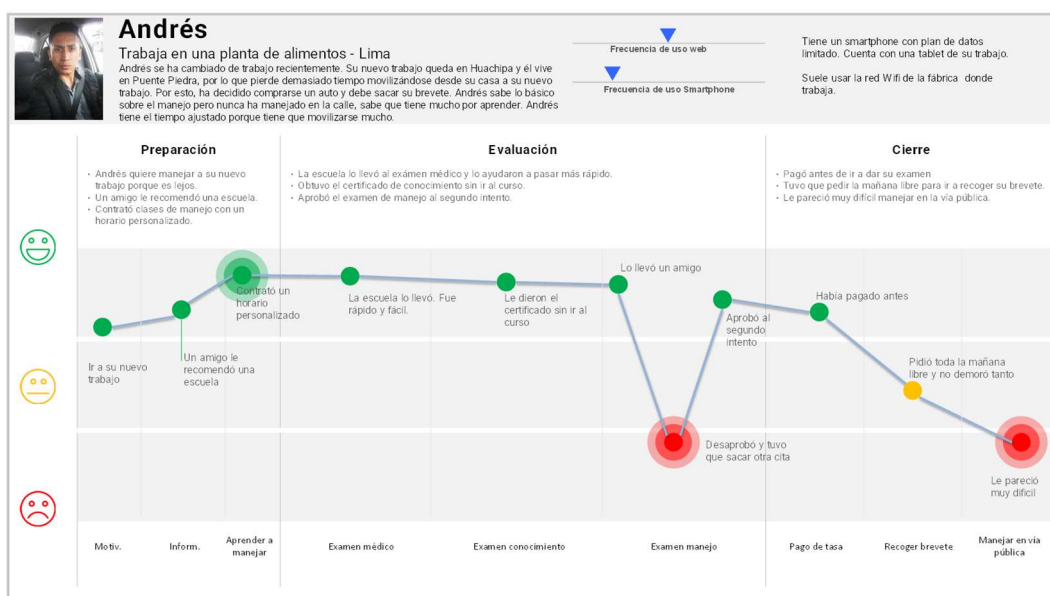 Andrés
Trabaja en una planta de alimentos - Lima
Andrés se ha cambiado de trabajo recientemente. Su nuevo trabajo queda en Huachipa y él vive
en Puente Piedra, por lo que pierde demasiado tiempo movilizándose desde su casa a su nuevo
trabajo. Por esto, ha decidido comprarse un auto y debe sacar su brevete. Andrés sabe lo básico
sobre el manejo pero nunca ha manejado en la calle, sabe que tiene mucho por aprender. Andrés
tiene el tiempo ajustado porque tiene que movilizarse mucho.
Frecuencia de uso web
Frecuencia de uso Smartphone
Tiene un smartphone con plan de datos
limitado. Cuenta con una tablet de su trabajo.
Suele usar la red Wifi de la fábrica donde
trabaja.
Preparación
· Andrés quiere manejar a su nuevo
trabajo porque es lejos.
· Un amigo le recomendó una escuela.
· Contrató clases de manejo con un
horario personalizado.
Evaluación
· La escuela lo llevó al exámen médico y lo ayudaron a pasar más rápido.
· Obtuvo el certificado de conocimiento sin ir al curso.
· Aprobó el examen de manejo al segundo intento.
Cierre
· Pagó antes de ir a dar su examen
· Tuvo que pedir la mañana libre para ir a recoger su brevete.
· Le pareció muy difícil manejar en la vía pública.
Ir a su nuevo
trabajo
Un amigo le
recomendó una
escuela
Contrató un
horario
personalizado
La escuela lo llevó. Fue
rápido y fácil.
Le dieron el
certificado sin ir al
curso
Lo llevó un amigo
Desaprobó y tuvo
que sacar otra cita
Aprobó al
segundo
intento
Había pagado antes
Pidió toda la mañana
libre y no demoró tanto
Le pareció
muy dificil
Motiv.
Inform.
Aprender a
manejar
Examen médico
Examen conocimiento
Examen manejo
Pago de tasa
Recoger brevete
Manejar en vía
pública